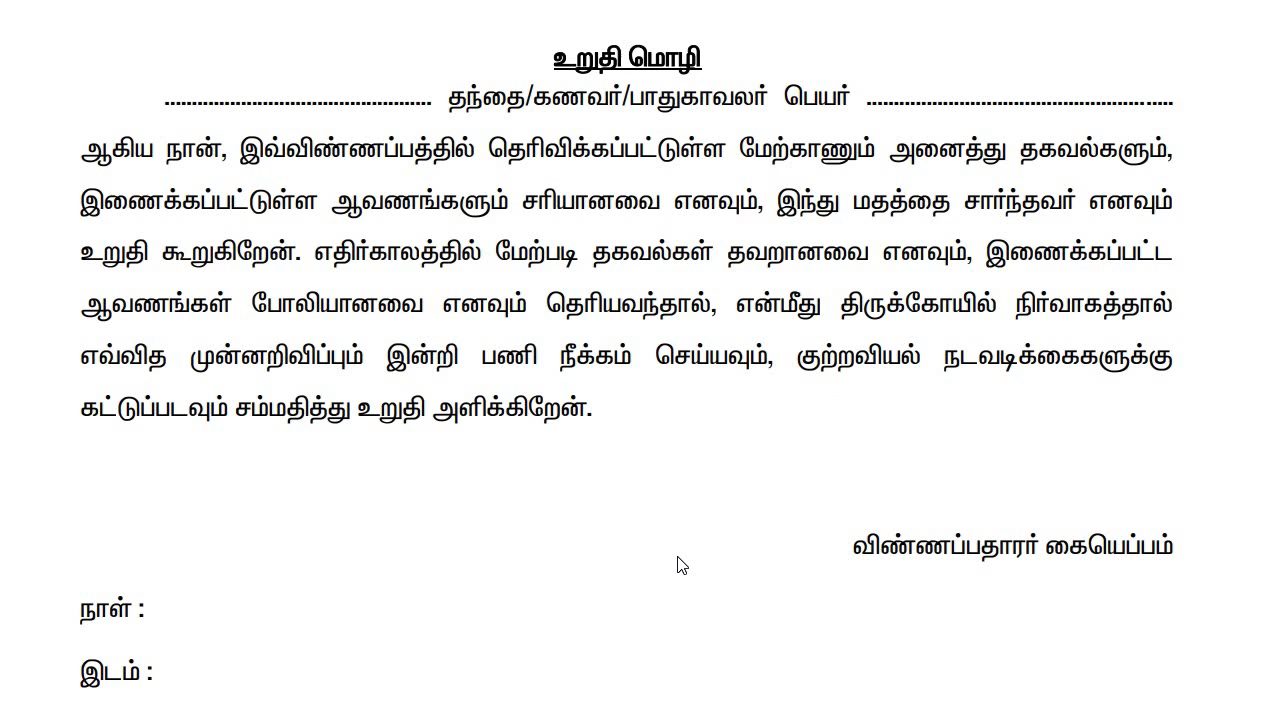 உறுதி மொழி
................................................. தந்தை/கணவர்/பாதுகாவலர் பெயர் .........................................................
ஆகிய நான், இவ்விண்ணப்பத்தில் தெரிவிக்கப்பட்டுள்ள மேற்காணும் அனைத்து தகவல்களும்,
இணைக்கப்பட்டுள்ள ஆவணங்களும் சரியானவை எனவும், இந்து மதத்தை சார்ந்தவர் எனவும்
உறுதி கூறுகிறேன். எதிர்காலத்தில் மேற்படி தகவல்கள் தவறானவை எனவும், இணைக்கப்பட்ட
ஆவணங்கள் போலியானவை எனவும் தெரியவந்தால், என்மீது திருக்கோயில் நிர்வாகத்தால்
எவ்வித முன்னறிவிப்பும் இன்றி பணி நீக்கம் செய்யவும், குற்றவியல் நடவடிக்கைகளுக்கு
கட்டுப்படவும் சம்மதித்து உறுதி அளிக்கிறேன்.
விண்ணப்பதாரர் கையெப்பம்
நாள் :
இடம் :